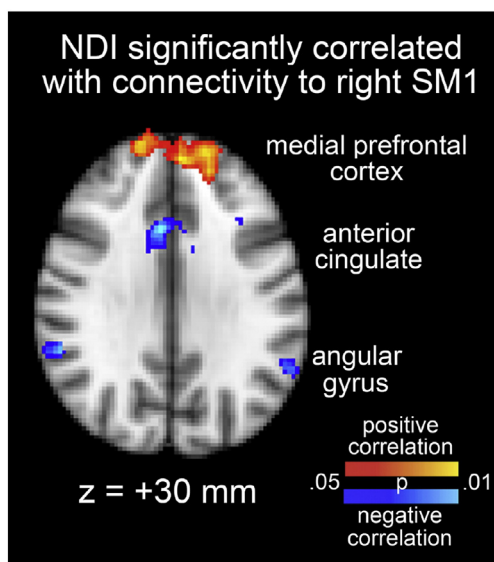 NDI significantly correlated
with connectivity to right SM1
medial prefrontal
cortex
anterior
cingulate
angular
gyrus
positive
correlation
.05 p .01
negative
correlation
z = +30 mm